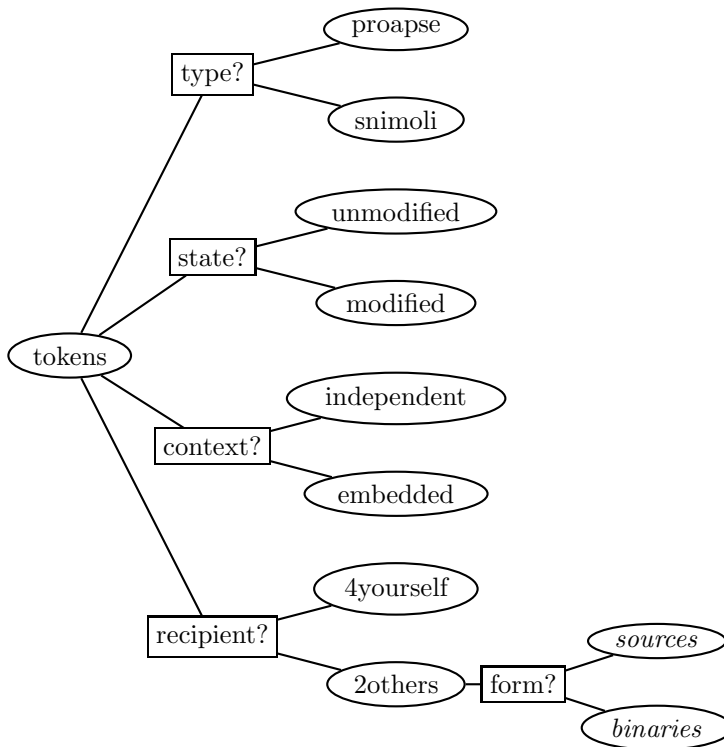 proapse
type?
snimoli
unmodified
state?
modified
tokens
independent
context?
embedded
4yourself
recipient?
sources
2others
form?
binaries